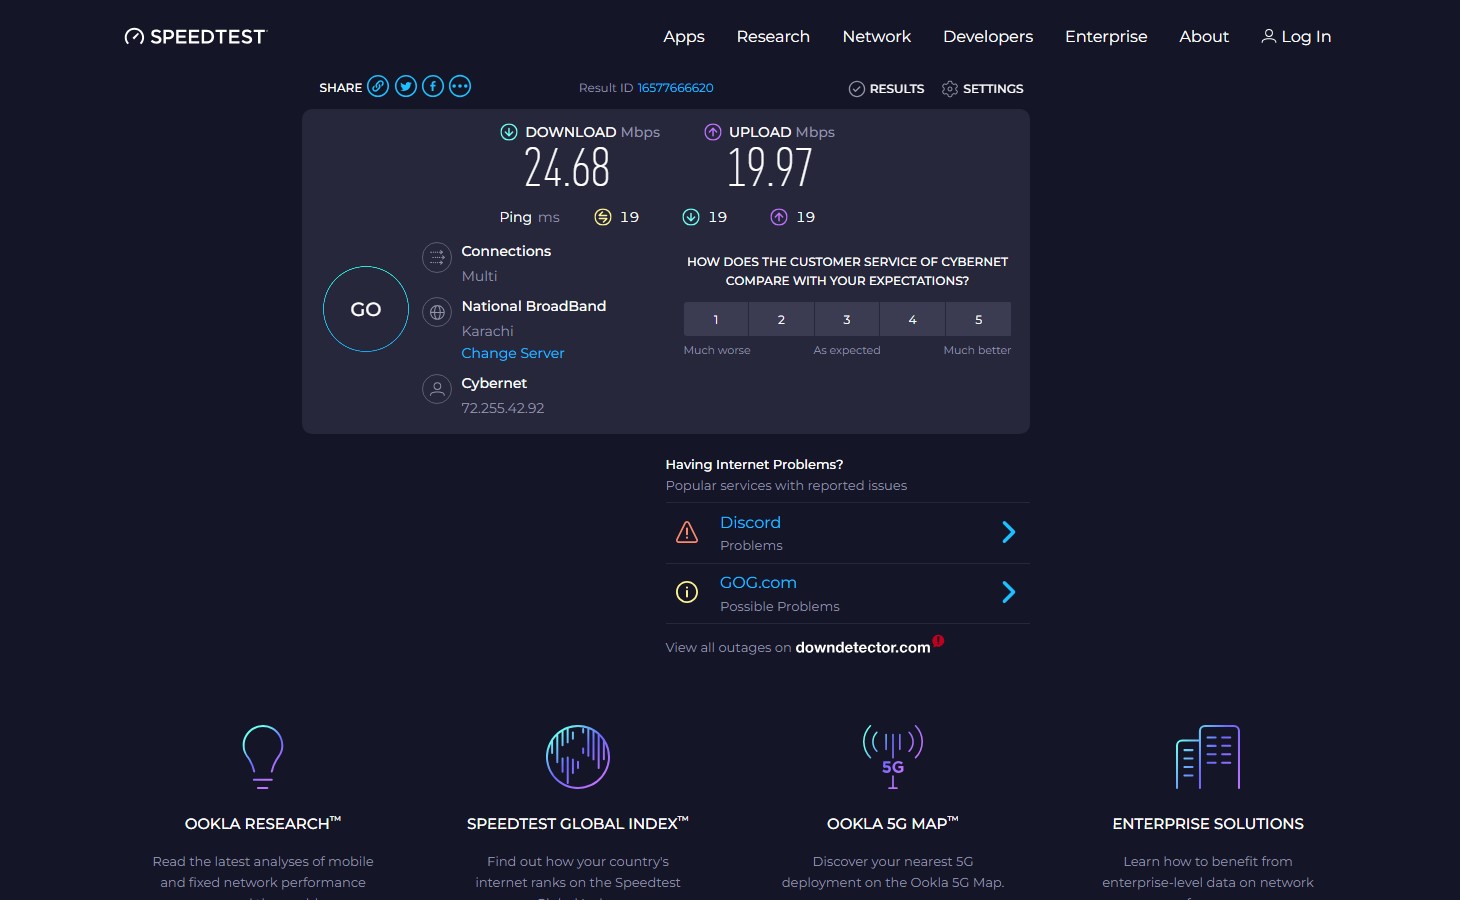 SPEEDTEST
Apps Research Network Developers Enterprise About Log In
SHARE Result ID 16577666620 RESULTS SETTINGS
DOWNLOAD Mbps UPLOAD Mbps
24.68 19.97
Ping ms 19 19 19
Connections
Multi
National BroadBand
Karachi
Change Server
Cybernet
72.255.42.92
GO
HOW DOES THE CUSTOMER SERVICE OF CYBERNET
COMPARE WITH YOUR EXPECTATIONS?
1 2 3 4 5
Much worse As expected Much better
Having Internet Problems?
Popular services with reported issues
Discord
Problems
GOG.com
Possible Problems
View all outages on downdetector.com
5G
OOKLA RESEARCH™
Read the latest analyses of mobile
and fixed network performance
SPEEDTEST GLOBAL INDEX™
Find out how your country's
internet ranks on the Speedtest
OOKLA 5G MAP™
Discover your nearest 5G
deployment on the Ookla 5G Map.
ENTERPRISE SOLUTIONS
Learn how to benefit from
enterprise-level data on network